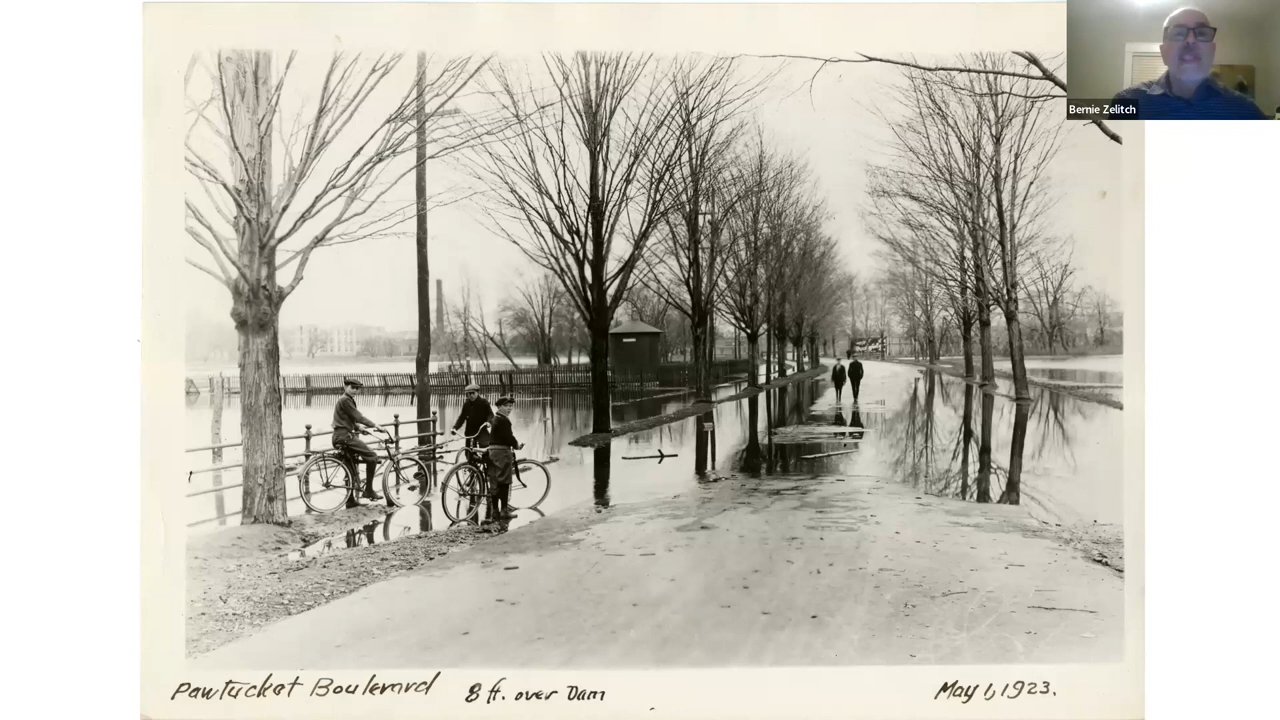 Bernie Zelitch
Pawtucket Boulevard 8 ft. over Dam May 1, 1923.